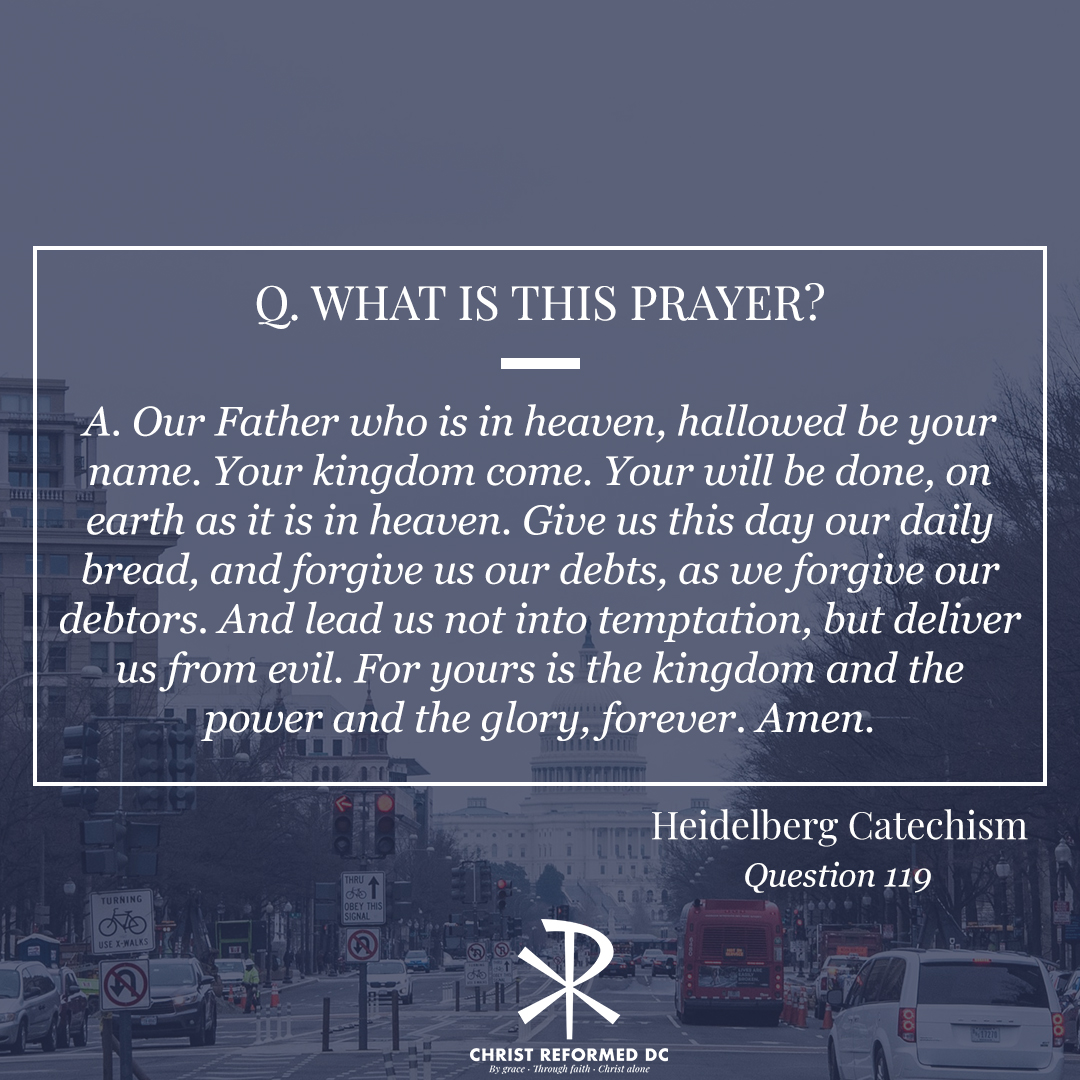 Q. WHAT IS THIS PRAYER?
A. Our Father who is in heaven, hallowed be your
name. Your kingdom come. Your will be done, on
earth as it is in heaven. Give us this day our daily
bread, and forgive us our debts, as we forgive our
debtors. And lead us not into temptation, but deliver
us from evil. For yours is the kingdom and the
power and the glory, forever. Amen.
Heidelberg Catechism
Question 119
THRU
OBEY THIS
SIGNAL
TURNING
USE X-WALKS
CHRIST REFORMED DC
By grace · Through faith · Christ alone